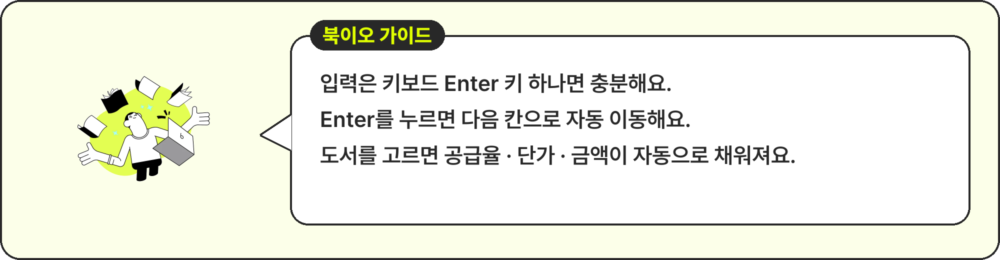 북이오 가이드
입력은 키보드 Enter 키 하나면 충분해요.
Enter를 누르면 다음 칸으로 자동 이동해요.
도서를 고르면 공급율 · 단가 · 금액이 자동으로 채워져요.
b